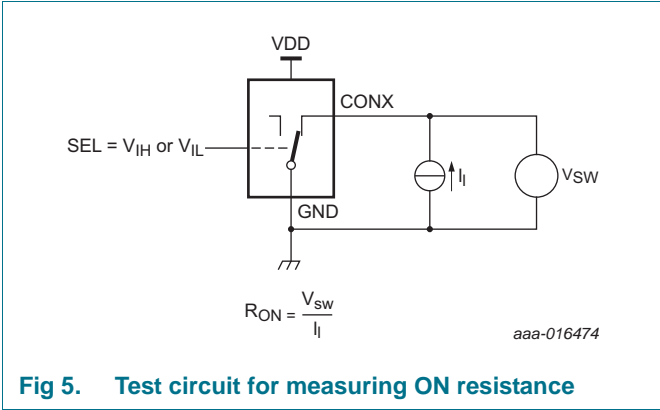 VDD
CONX
SEL = VIH or VIL
II
VSW
GND
RON = Vsw / II
aaa-016474
Fig 5. Test circuit for measuring ON resistance